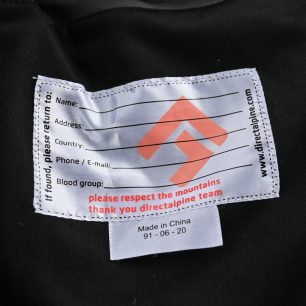 If found, please return to:
Name:
Address:
Country:
Phone / E-mail:
Blood group:
www.directalpine.com
please respect the mountains
thank you directalpine team
Made in China
91 - 06 - 20